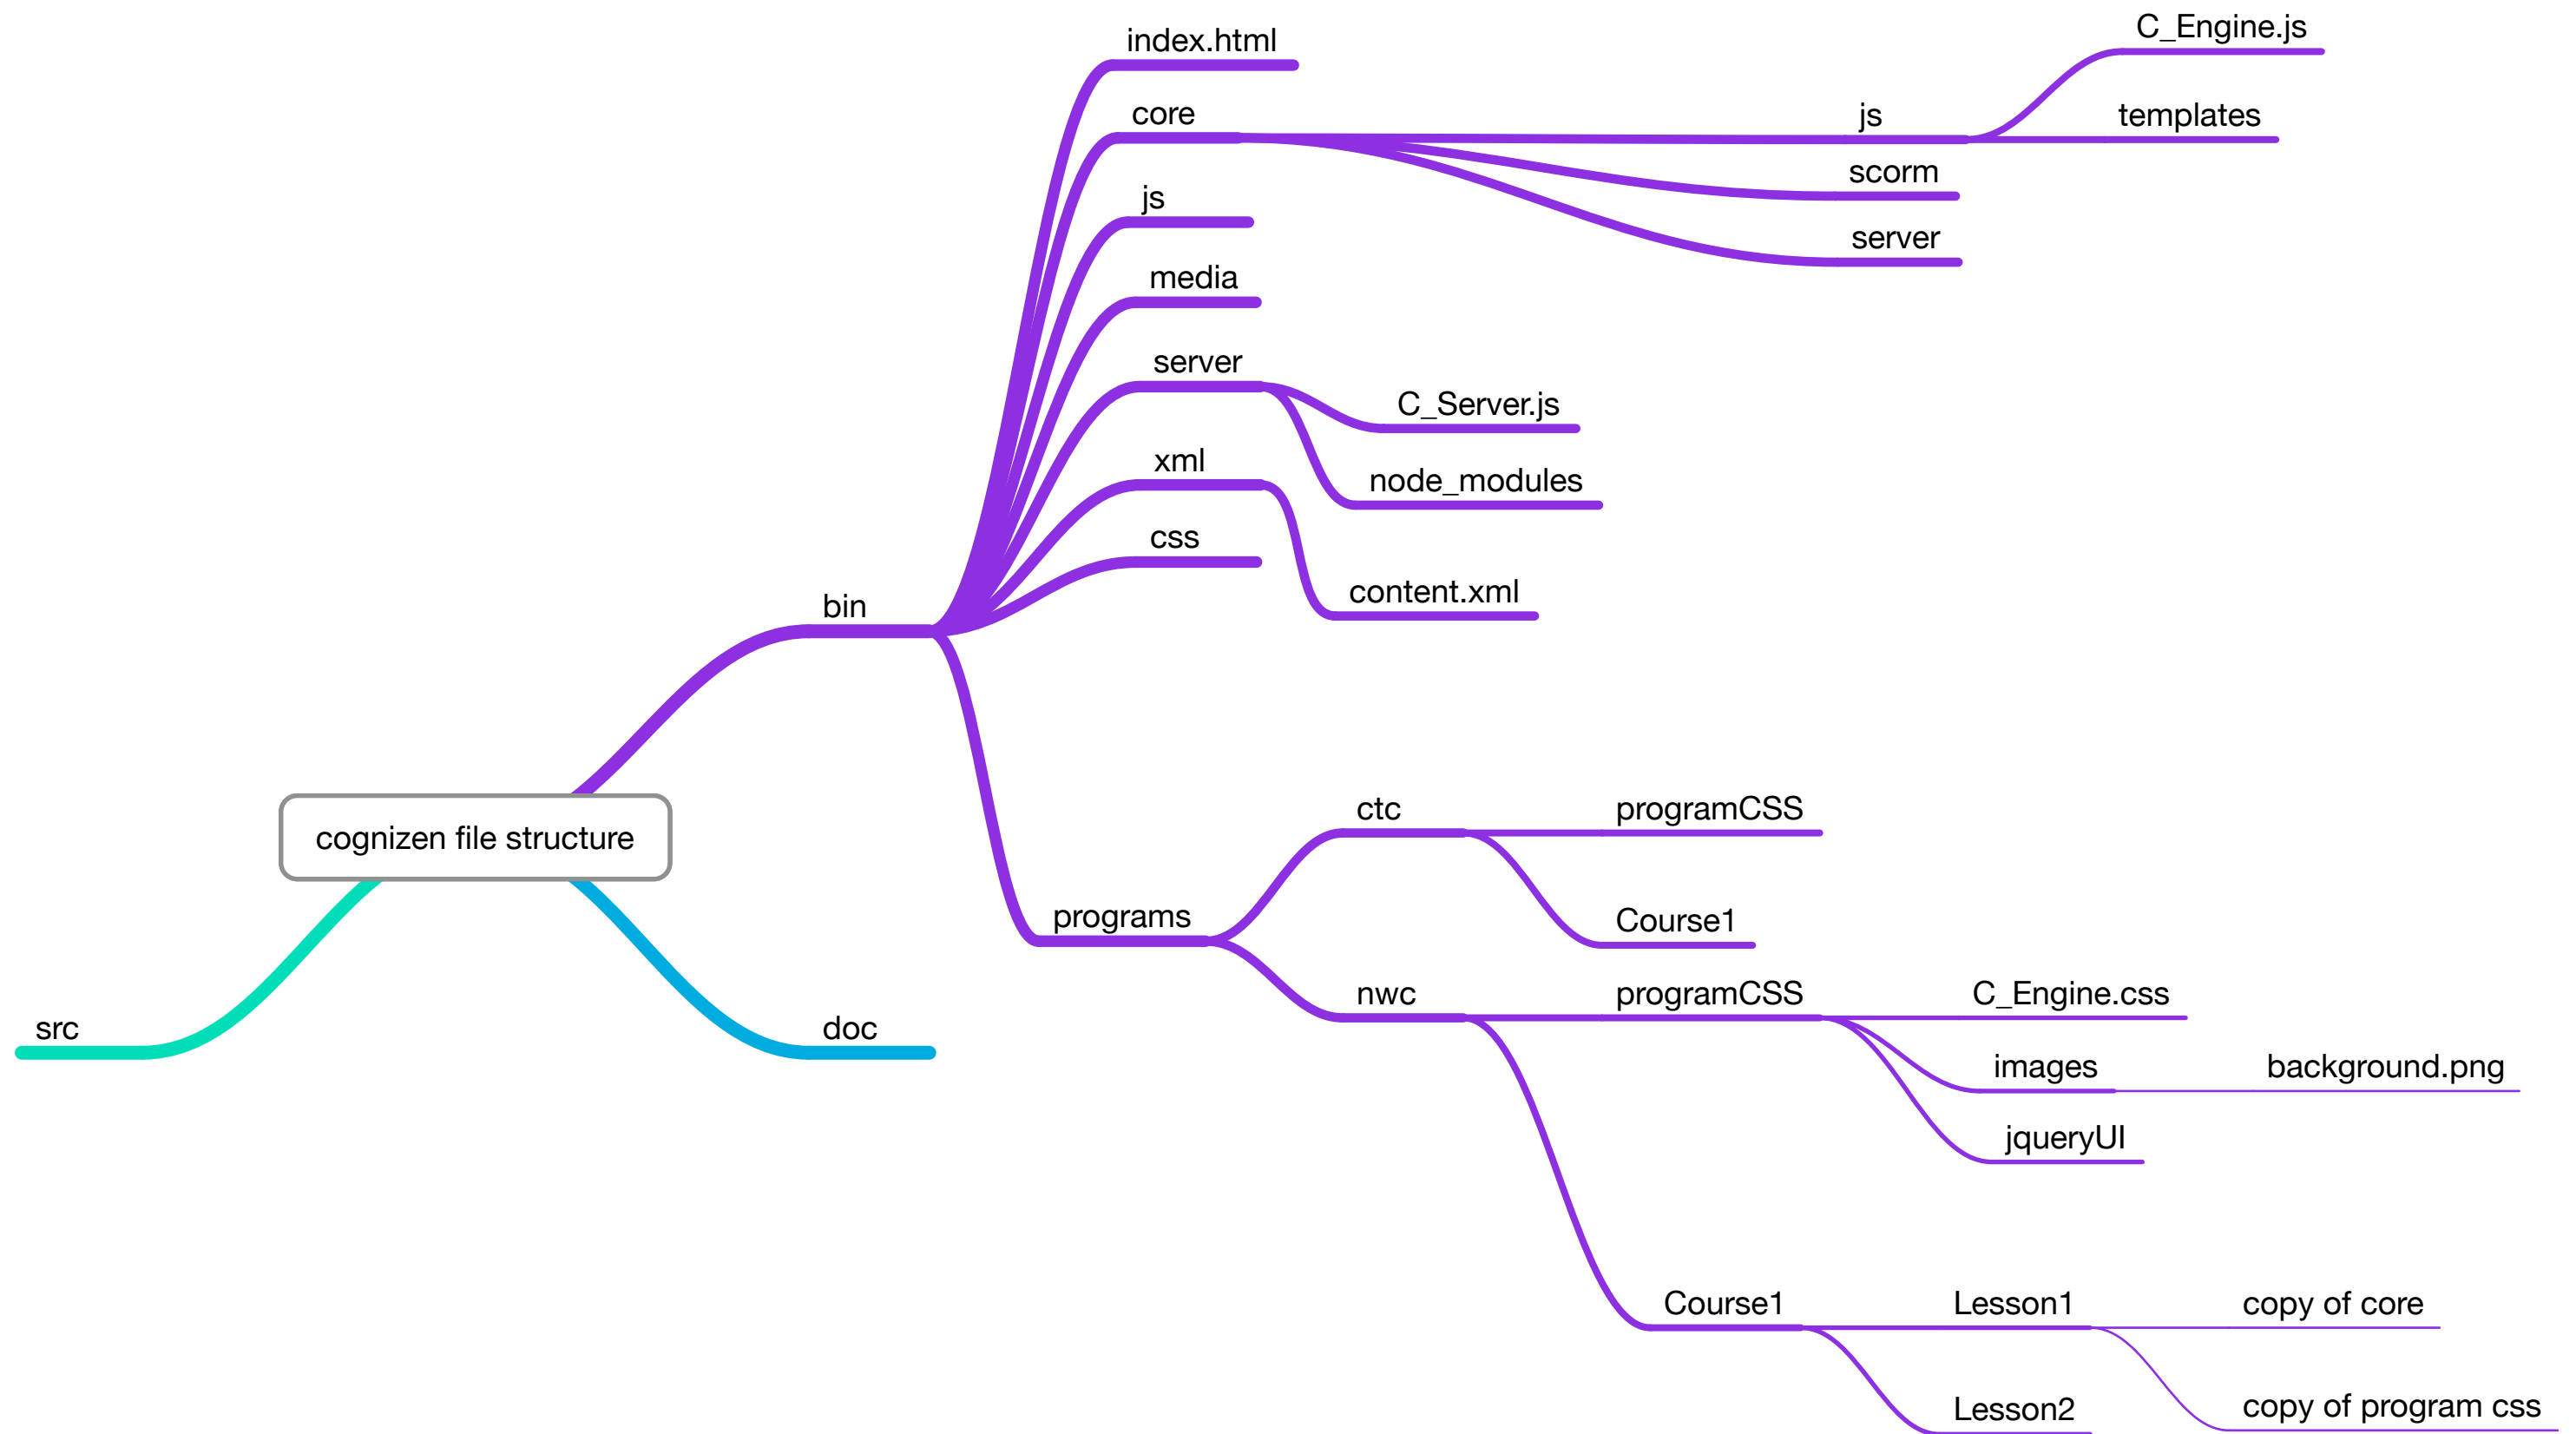 cognizen file structure
bin
index.html
core
js
C_Engine.js
templates
scorm
server
js
media
server
C_Server.js
node_modules
xml
content.xml
css
programs
ctc
programCSS
Course1
nwc
programCSS
C_Engine.css
images
background.png
jqueryUI
Course1
Lesson1
copy of core
copy of program css
Lesson2
doc
src